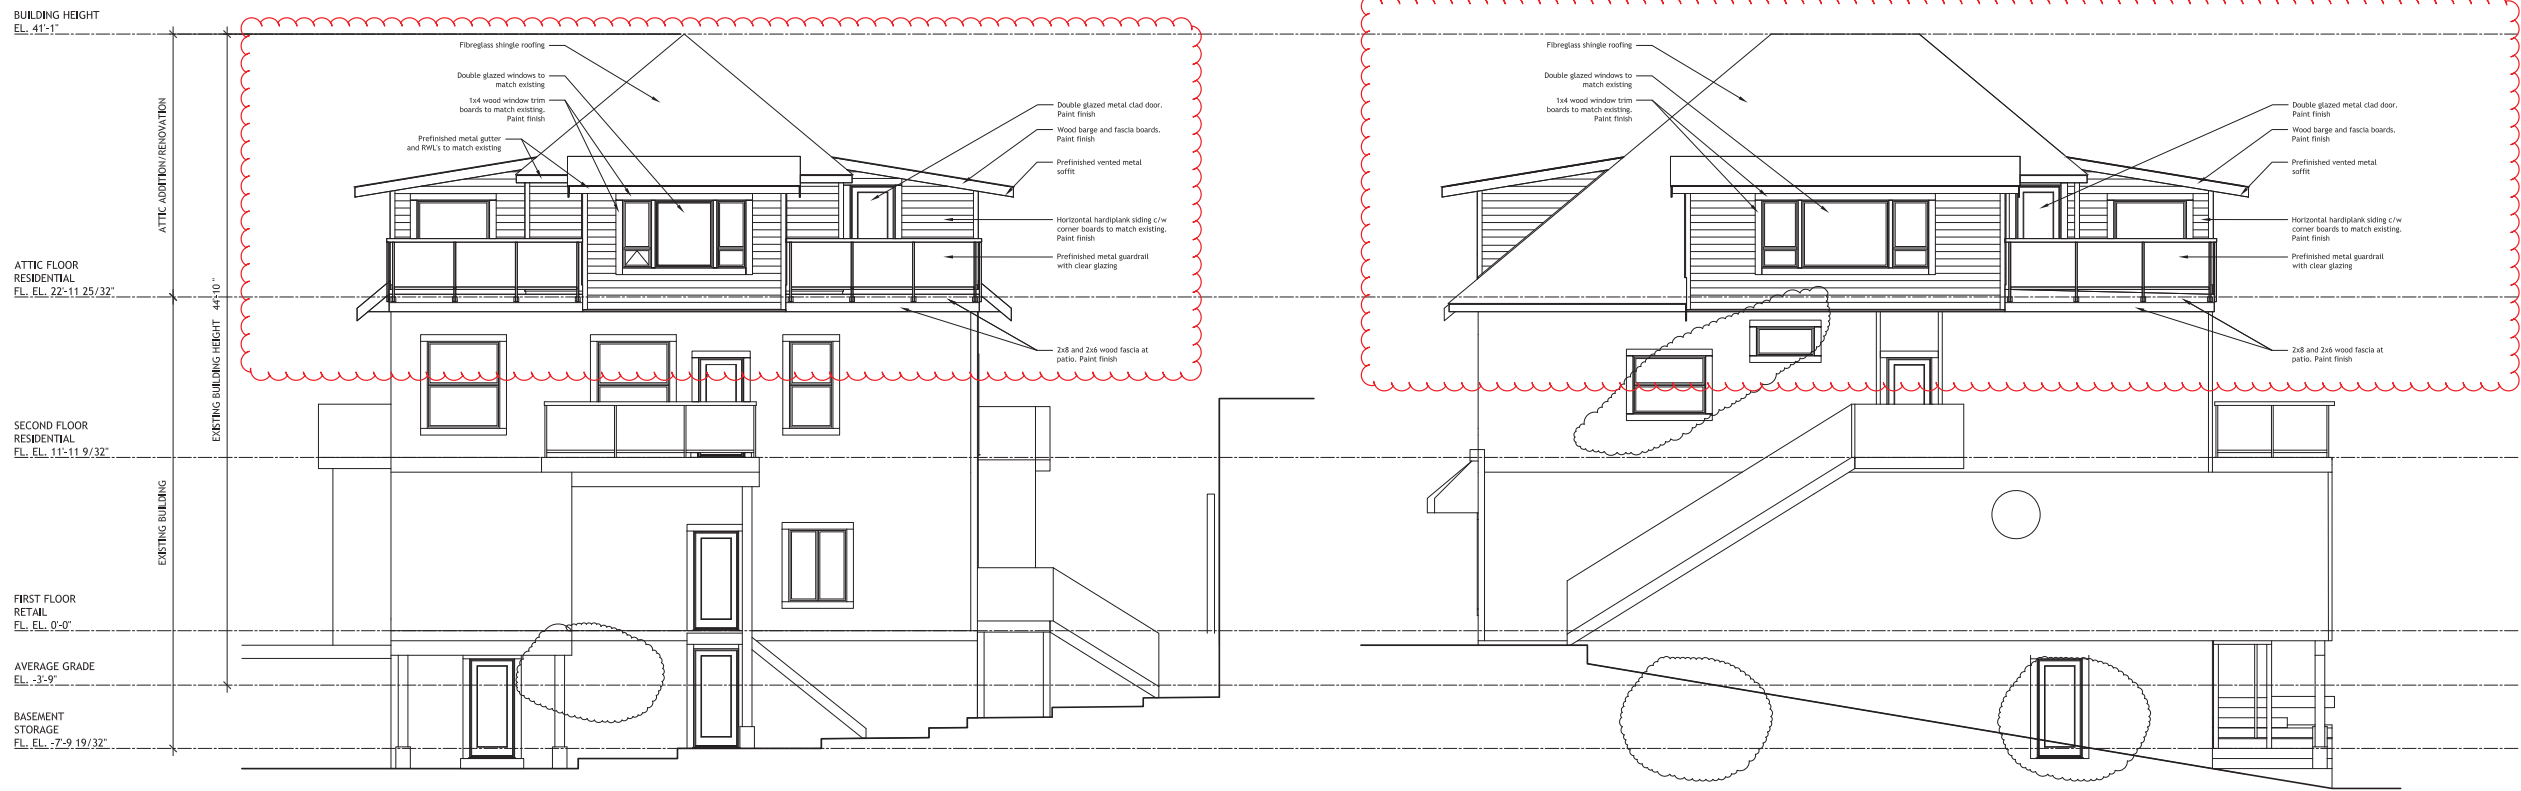 BUILDING HEIGHT
EL. 41'-1"
ATTIC ADDITION/RENOVATION
ATTIC FLOOR
RESIDENTIAL
FL. EL. 22'-11 25/32"
EXISTING BUILDING HEIGHT 44'-10"
SECOND FLOOR
RESIDENTIAL
FL. EL. 11'-11 9/32"
EXISTING BUILDING
FIRST FLOOR
RETAIL
FL. EL. 0'-0"
AVERAGE GRADE
EL. -3'-9"
BASEMENT
STORAGE
FL. EL. -7'-9 19/32"
Fibreglass shingle roofing
Double glazed windows to
match existing
1x4 wood window trim
boards to match existing.
Paint finish
Prefinished metal gutter
and RWL's to match existing
Double glazed metal clad door.
Paint finish
Wood barge and fascia boards.
Paint finish
Prefinished vented metal
soffit
Horizontal hardiplank siding c/w
corner boards to match existing.
Paint finish
Prefinished metal guardrail
with clear glazing
2x8 and 2x6 wood fascia at
patio. Paint finish
Fibreglass shingle roofing
Double glazed windows to
match existing
1x4 wood window trim
boards to match existing.
Paint finish
Double glazed metal clad door.
Paint finish
Wood barge and fascia boards.
Paint finish
Prefinished vented metal
soffit
Horizontal hardiplank siding c/w
corner boards to match existing.
Paint finish
Prefinished metal guardrail
with clear glazing
2x8 and 2x6 wood fascia at
patio. Paint finish